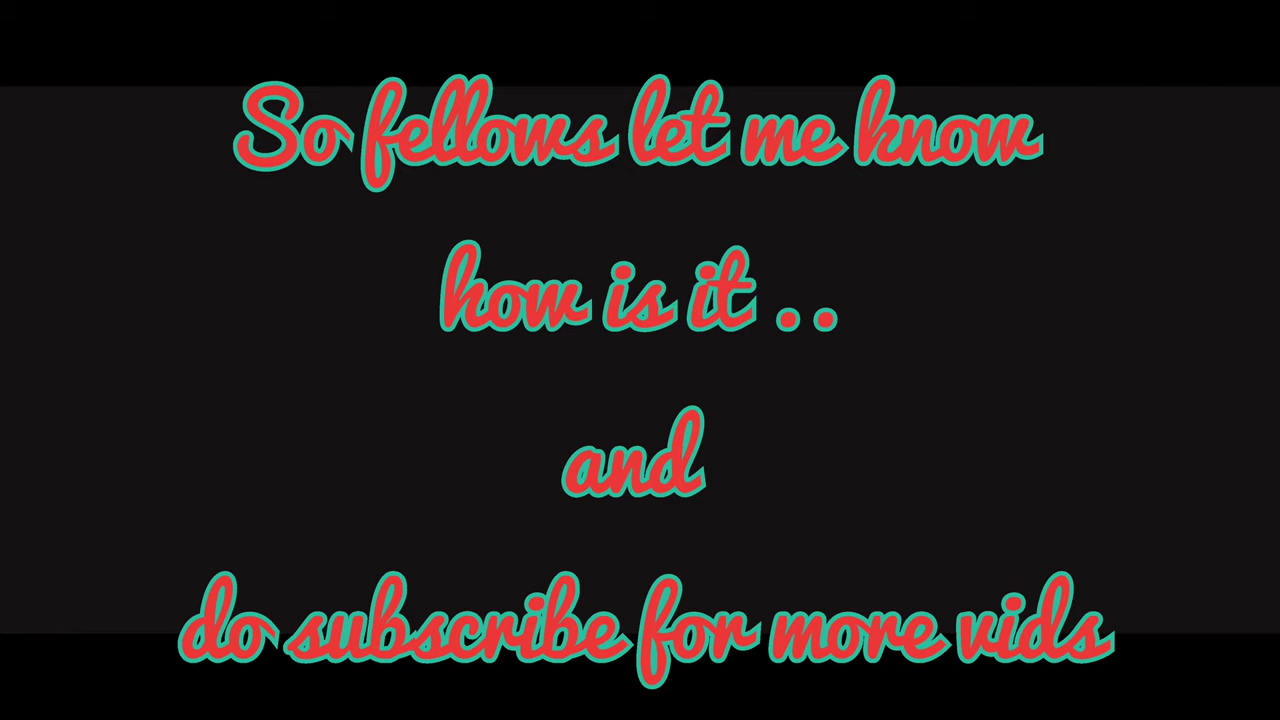 So fellows let me know
how is it ..
and
do subscribe for more vids